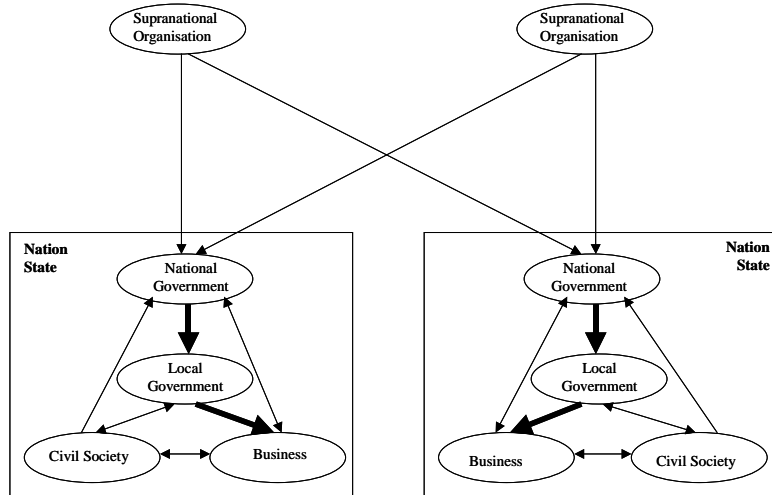 Supranational
Organisation
Supranational
Organisation
Nation
State
National
Government
Local
Government
Civil Society
Business
Nation
State
National
Government
Local
Government
Business
Civil Society